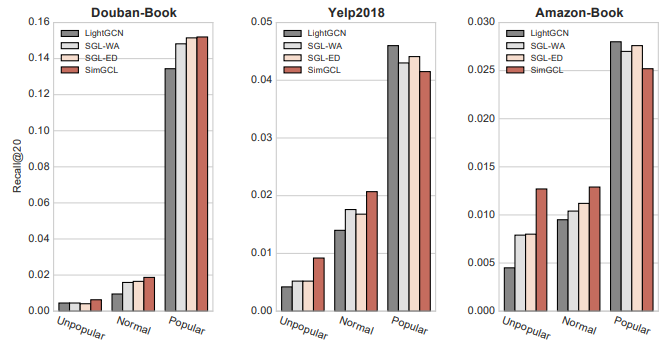 Douban-Book
Recall@20
0.16
0.14
0.12
0.10
0.08
0.06
0.04
0.02
0.00
LightGCN
SGL-WA
SGL-ED
SimGCL
Unpopular
Normal
Popular
Yelp2018
0.05
0.04
0.03
0.02
0.01
0.00
LightGCN
SGL-WA
SGL-ED
SimGCL
Unpopular
Normal
Popular
Amazon-Book
0.030
0.025
0.020
0.015
0.010
0.005
0.000
LightGCN
SGL-WA
SGL-ED
SimGCL
Unpopular
Normal
Popular